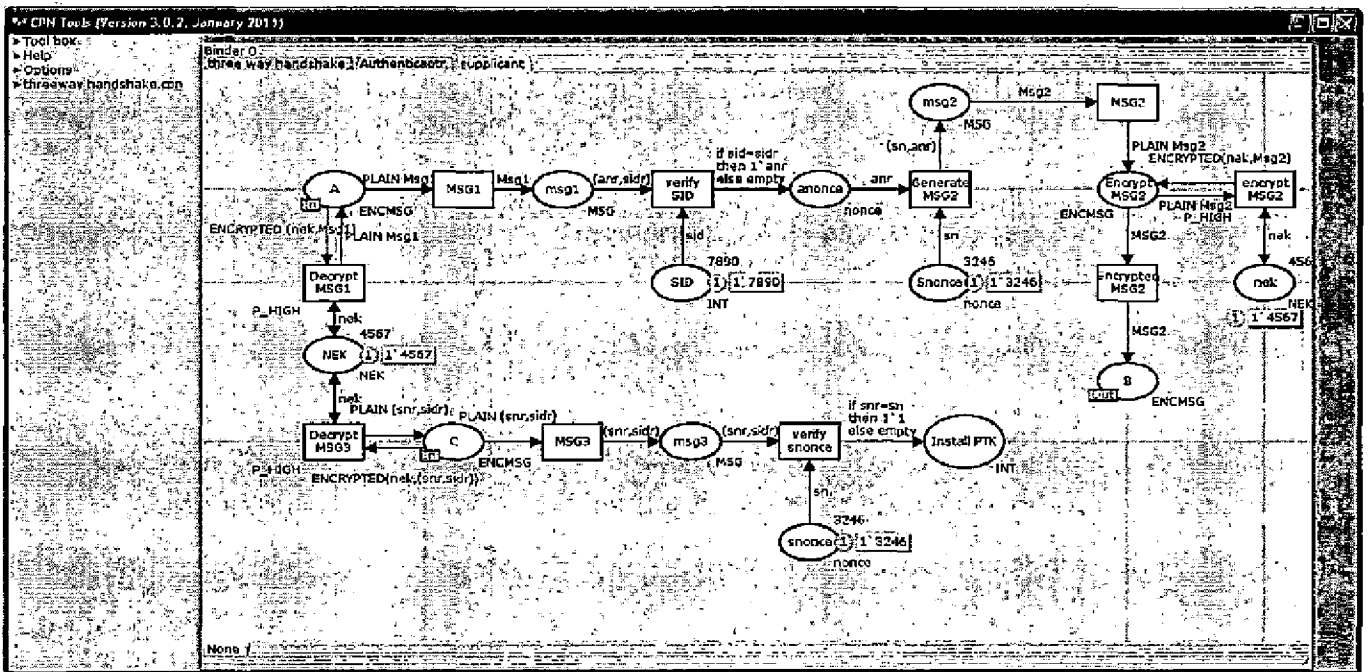 CPN Tools (Version 3.0.2, January 2011)
Tool box
Help
Options
threeway handshake.cpn
Binder 0
three way handshake
supplicant
msg2
Msg2
MSG2
MSG
PLAIN Msg2
ENCRYPTED(nek,Msg2)
(sn,anr)
if sid=sidr
then 1`anr
else empty
A
In
PLAIN Msg1
MSG1
Msg1
msg1
(anr,sidr)
verify
SID
anonce
anr
Generate
MSG2
Encrypt
MSG2
encrypt
MSG2
ENCMSG
MSG
nonce
ENCMSG
PLAIN Msg2
P_HIGH
ENCRYPTED (nek,Msg1)
PLAIN Msg1
sid
sn
MSG2
nek
Decrypt
MSG1
7890
SID
1
1`7890
INT
3246
Snonce
1
1`3246
nonce
Encrypted
MSG2
456
nek
NEK
1
1`4567
P_HIGH
nek
MSG2
4567
NEK
1
1`4567
NEK
B
Out
ENCMSG
nek
PLAIN (snr,sidr)
PLAIN (snr,sidr)
if snr=sn
then 1`1
else empty
Decrypt
MSG3
C
In
MSG3
(snr,sidr)
msg3
(snr,sidr)
verify
snonce
Install PTK
P_HIGH
ENCMSG
MSG
INT
ENCRYPTED(nek,(snr,sidr))
sn
3246
snonce
1
1`3246
nonce
None